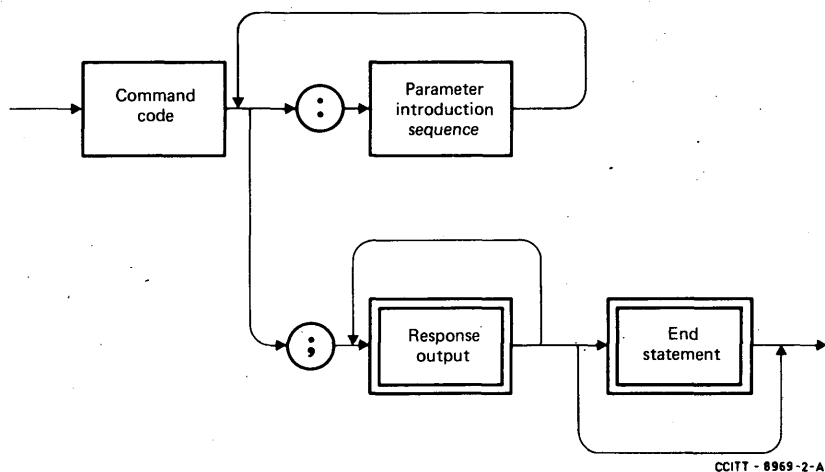 Command
code
:
Parameter
introduction
sequence
;
Response
output
End
statement
CCITT - 8969-2-A